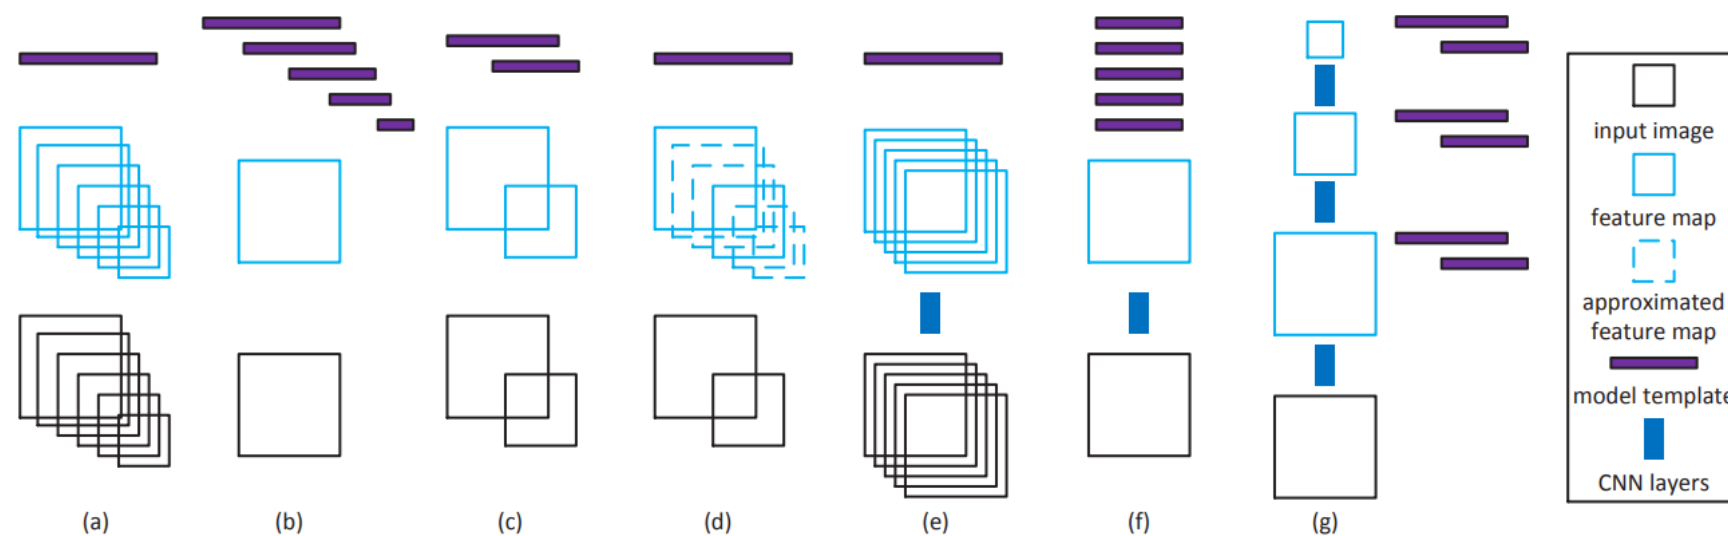 input image
feature map
approximated
feature map
model template
CNN layers
(a) (b) (c) (d) (e) (f) (g)